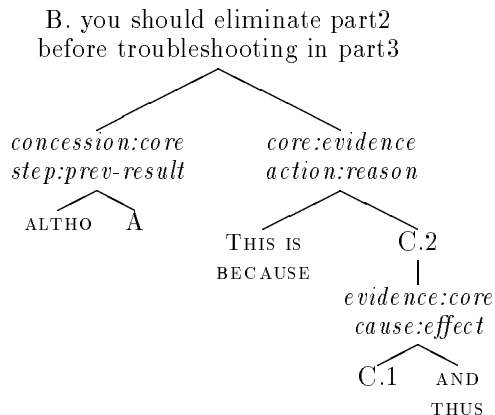 B. you should eliminate part2
before troubleshooting in part3
concession:core
step:prev-result
core:evidence
action:reason
ALTHO A
THIS IS
BECAUSE
C.2
evidence:core
cause:effect
C.1 AND
THUS